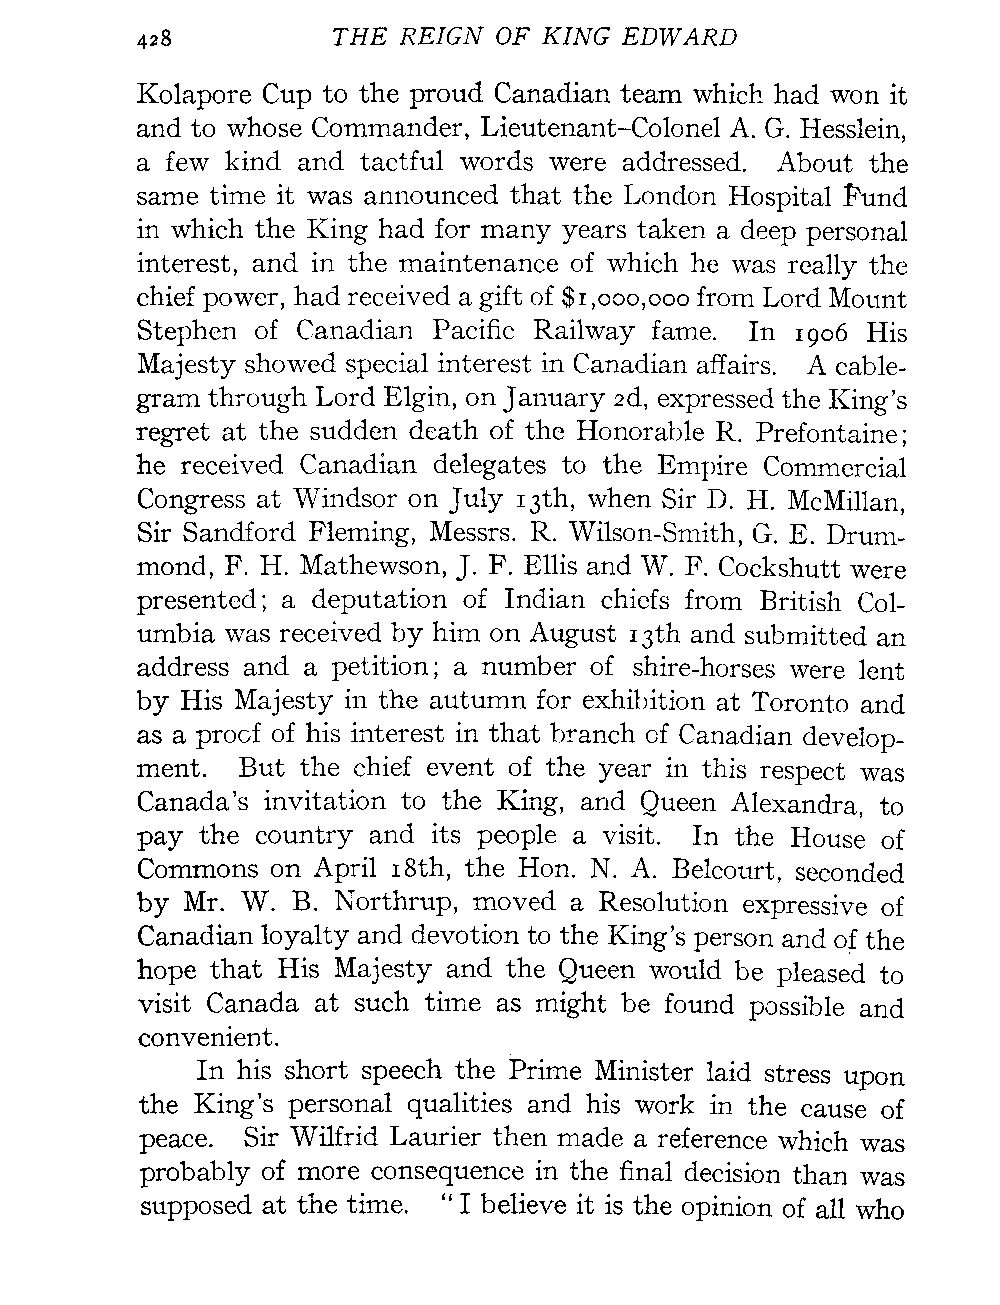 428 THE REIGN OF KING EDWARD
Kolapore Cup to the proud Canadian team which had won it
and to whose Commander, Lieutenant-Colonel A. G. Hesslein,
a few kind and tactful words were addressed. About the
same time it was announced that the London Hospital Fund
in which the King had for many years taken a deep personal
interest, and in the maintenance of which he was really the
chief power, had received a gift of $1,000,000 from Lord Mount
Stephen of Canadian Pacific Railway fame. In 1906 His
Majesty showed special interest in Canadian affairs. A cable-
gram through Lord Elgin, on January 2d, expressed the King's
regret at the sudden death of the Honorable R. Prefontaine;
he received Canadian delegates to the Empire Commercial
Congress at Windsor on July 13th, when Sir D. H. McMillan,
Sir Sandford Fleming, Messrs. R. Wilson-Smith, G. E. Drum-
mond, F. H. Mathewson, J. F. Ellis and W. F. Cockshutt were
presented; a deputation of Indian chiefs from British Col-
umbia was received by him on August 13th and submitted an
address and a petition; a number of shire-horses were lent
by His Majesty in the autumn for exhibition at Toronto and
as a proof of his interest in that branch of Canadian develop-
ment. But the chief event of the year in this respect was
Canada's invitation to the King, and Queen Alexandra, to
pay the country and its people a visit. In the House of
Commons on April 18th, the Hon. N. A. Belcourt, seconded
by Mr. W. B. Northrup, moved a Resolution expressive of
Canadian loyalty and devotion to the King's person and of the
hope that His Majesty and the Queen would be pleased to
visit Canada at such time as might be found possible and
convenient.
In his short speech the Prime Minister laid stress upon
the King's personal qualities and his work in the cause of
peace. Sir Wilfrid Laurier then made a reference which was
probably of more consequence in the final decision than was
supposed at the time. "I believe it is the opinion of all who